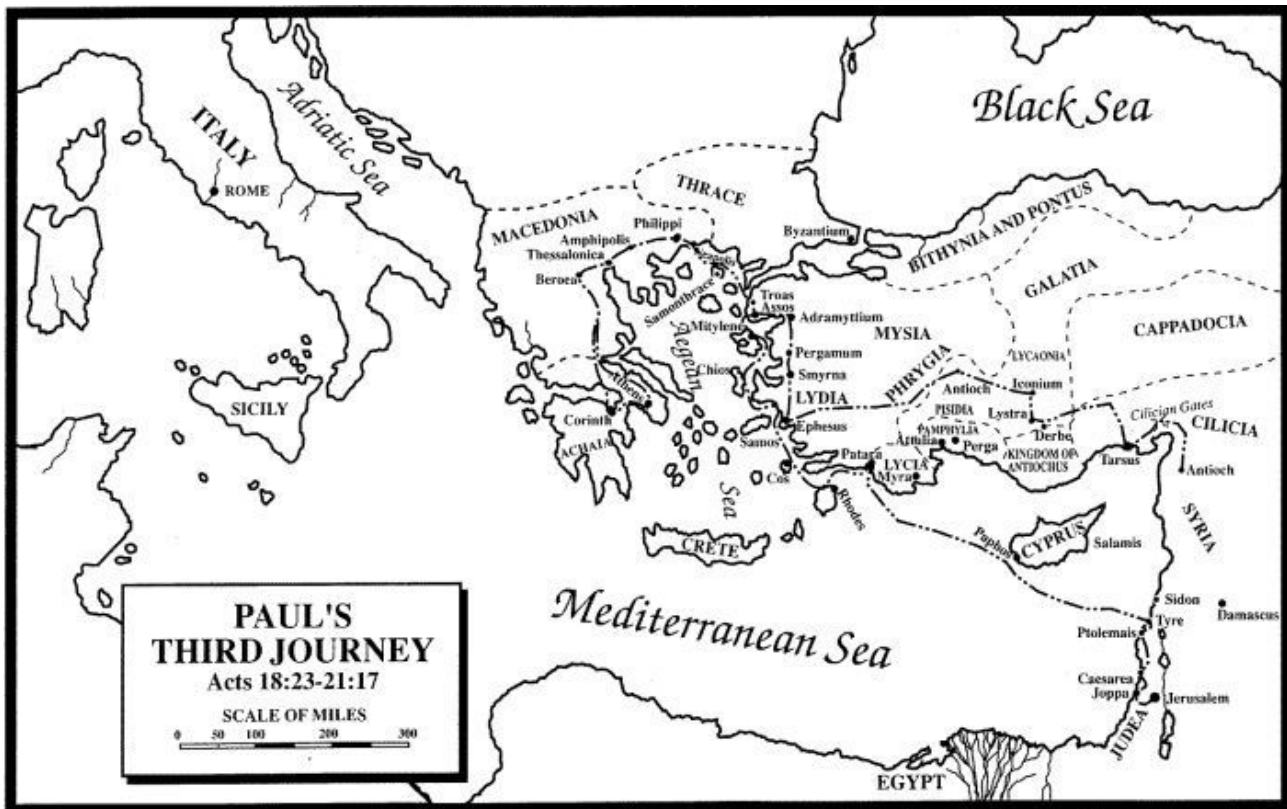 Black Sea
Adriatic Sea
ITALY
ROME
THRACE
MACEDONIA
Philippi
Byzantium
BITHYNIA AND PONTUS
Amphipolis
Thessalonica
Beroea
GALATIA
Samonthrace
Troas
Assos
Adramyttium
CAPPADOCIA
Mitylene
MYSIA
Aegean
Sea
LYCAONIA
Pergamum
PHRYGIA
Chios
Smyrna
Antioch
Iconium
SICILY
Athens
LYDIA
PISIDIA
Lystra
Cilician Gates
Corinth
Ephesus
PAMPHYLIA
Derbe
CILICIA
ACHAIA
Samos
Attalia
Perga
KINGDOM OF
ANTIOCHUS
Tarsus
Patara
LYCIA
Antioch
Cos
Myra
Rhodes
SYRIA
CRETE
Paphos
CYPRUS
Salamis
Mediterranean Sea
Sidon
Damascus
Tyre
Ptolemais
Caesarea
Joppa
Jerusalem
JUDEA
EGYPT
PAUL'S
THIRD JOURNEY
Acts 18:23-21:17
SCALE OF MILES
0 50 100 200 300